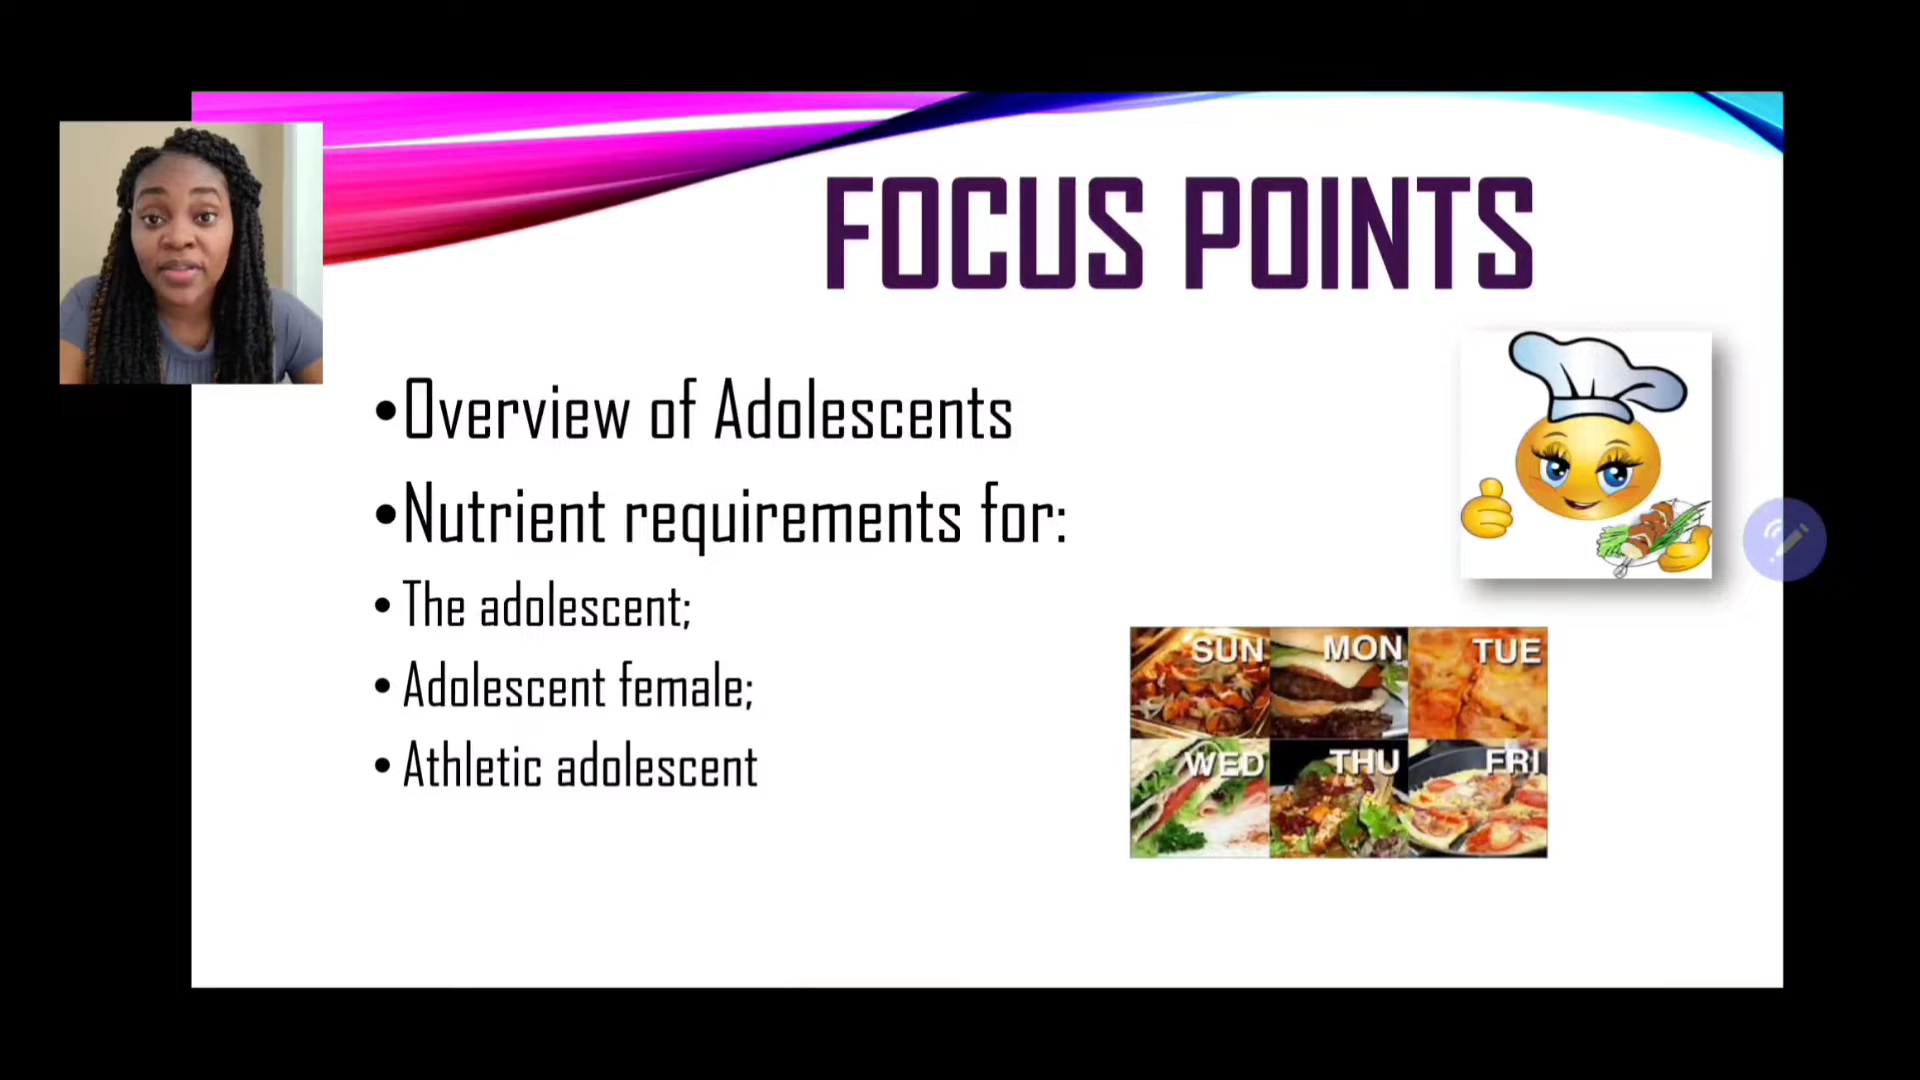 FOCUS POINTS
•Overview of Adolescents
•Nutrient requirements for:
• The adolescent;
• Adolescent female;
• Athletic adolescent
SUN MON TUE
WED THU FRI